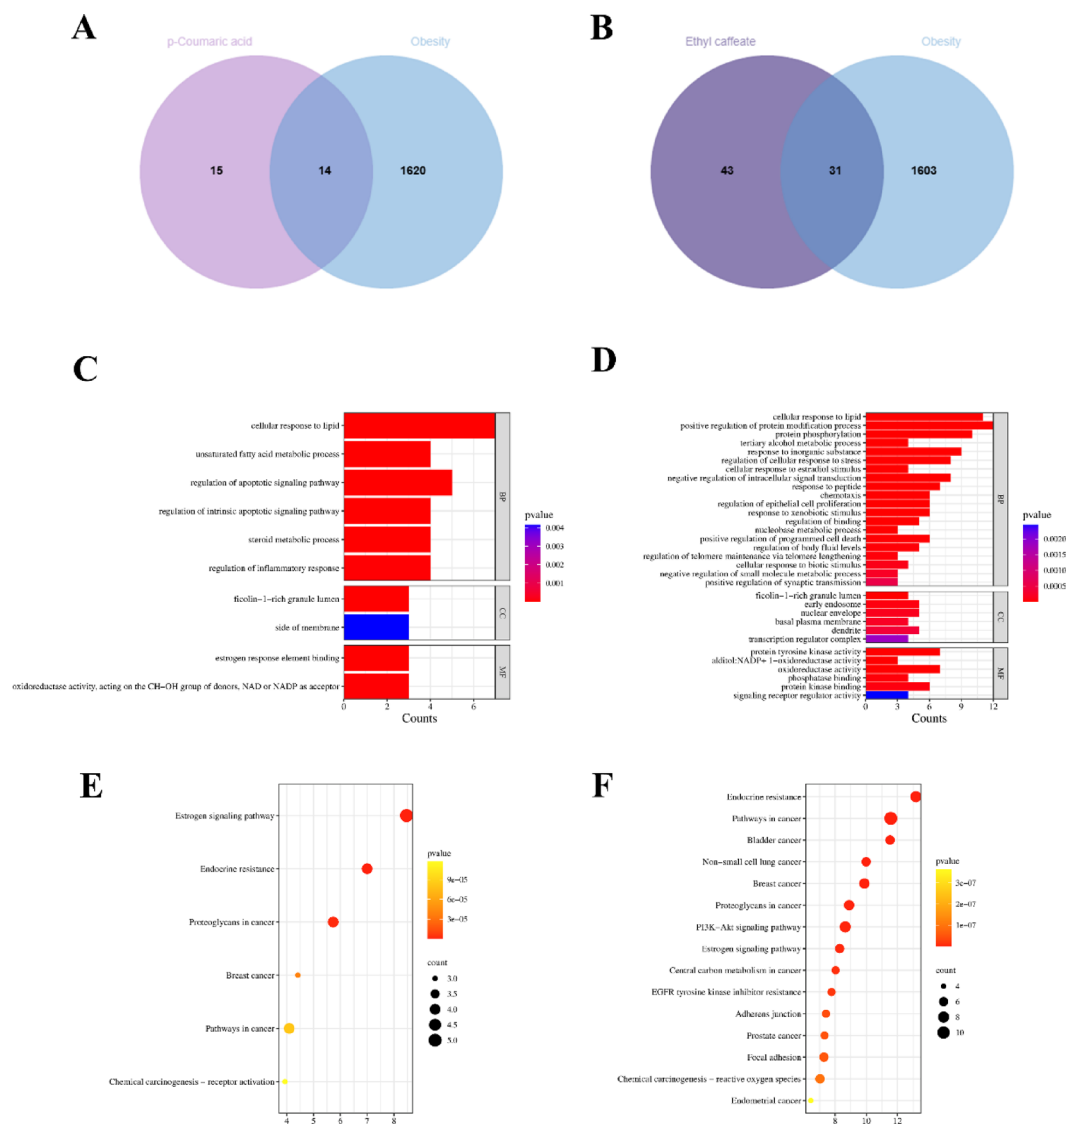 A
p-Coumaric acid
Obesity
15
14
1620
B
Ethyl caffeate
Obesity
43
31
1603
C
cellular response to lipid
unsaturated fatty acid metabolic process
regulation of apoptotic signaling pathway
regulation of intrinsic apoptotic signaling pathway
steroid metabolic process
regulation of inflammatory response
BP
ficolin-1-rich granule lumen
side of membrane
CC
estrogen response element binding
oxidoreductase activity, acting on the CH-OH group of donors, NAD or NADP as acceptor
MF
0 2 4 6
Counts
pvalue
0.004
0.003
0.002
0.001
D
cellular response to lipid
positive regulation of protein modification process
protein phosphorylation
tertiary alcohol metabolic process
response to inorganic substance
regulation of cellular response to stress
cellular response to estradiol stimulus
negative regulation of intracellular signal transduction
response to peptide
chemotaxis
regulation of epithelial cell proliferation
response to xenobiotic stimulus
regulation of binding
nucleobase metabolic process
positive regulation of programmed cell death
regulation of body fluid levels
regulation of telomere maintenance via telomere lengthening
cellular response to biotic stimulus
negative regulation of small molecule metabolic process
positive regulation of synaptic transmission
BP
ficolin-1-rich granule lumen
early endosome
nuclear envelope
basal plasma membrane
dendrite
transcription regulator complex
CC
protein tyrosine kinase activity
alditol:NADP+ 1-oxidoreductase activity
oxidoreductase activity
phosphatase binding
protein kinase binding
signaling receptor regulator activity
MF
0 3 6 9 12
Counts
pvalue
0.0020
0.0015
0.0010
0.0005
E
Estrogen signaling pathway
Endocrine resistance
Proteoglycans in cancer
Breast cancer
Pathways in cancer
Chemical carcinogenesis - receptor activation
4 5 6 7 8
pvalue
9e-05
6e-05
3e-05
count
3.0
3.5
4.0
4.5
5.0
F
Endocrine resistance
Pathways in cancer
Bladder cancer
Non-small cell lung cancer
Breast cancer
Proteoglycans in cancer
PI3K-Akt signaling pathway
Estrogen signaling pathway
Central carbon metabolism in cancer
EGFR tyrosine kinase inhibitor resistance
Adherens junction
Prostate cancer
Focal adhesion
Chemical carcinogenesis - reactive oxygen species
Endometrial cancer
8 10 12
pvalue
3e-07
2e-07
1e-07
count
4
6
8
10